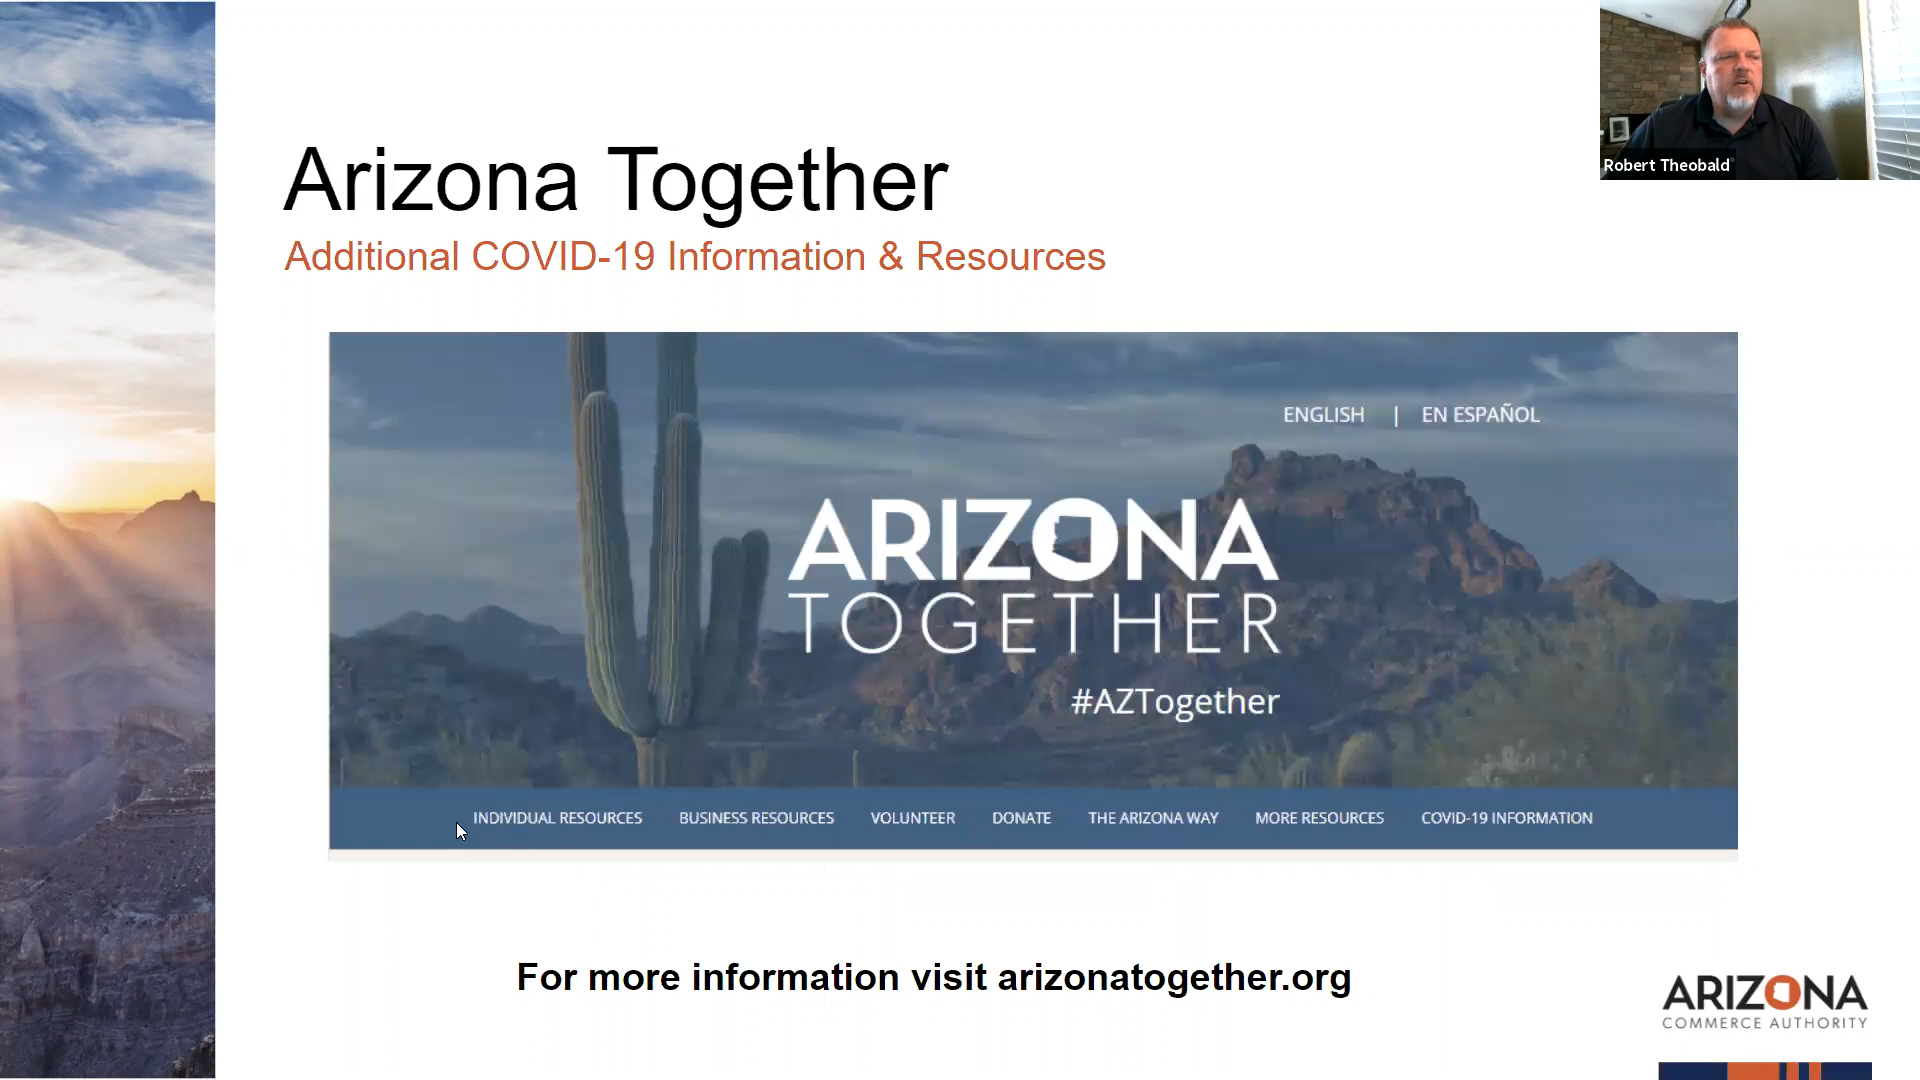 Arizona Together
Additional COVID-19 Information & Resources
Robert Theobald
ENGLISH | EN ESPAÑOL
ARIZONA
TOGETHER
#AZTogether
INDIVIDUAL RESOURCES BUSINESS RESOURCES VOLUNTEER DONATE THE ARIZONA WAY MORE RESOURCES COVID-19 INFORMATION
For more information visit arizonatogether.org
ARIZONA
COMMERCE AUTHORITY